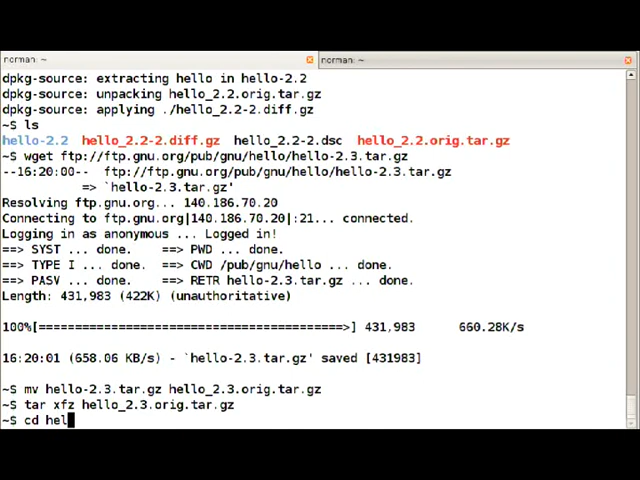 norman: ~
norman: ~
dpkg-source: extracting hello in hello-2.2
dpkg-source: unpacking hello_2.2.orig.tar.gz
dpkg-source: applying ./hello_2.2-2.diff.gz
~$ ls
hello-2.2  hello_2.2-2.diff.gz  hello_2.2-2.dsc  hello_2.2.orig.tar.gz
~$ wget ftp://ftp.gnu.org/pub/gnu/hello/hello-2.3.tar.gz
--16:20:00--  ftp://ftp.gnu.org/pub/gnu/hello/hello-2.3.tar.gz
           => `hello-2.3.tar.gz'
Resolving ftp.gnu.org... 140.186.70.20
Connecting to ftp.gnu.org|140.186.70.20|:21... connected.
Logging in as anonymous ... Logged in!
==> SYST ... done.    ==> PWD ... done.
==> TYPE I ... done.  ==> CWD /pub/gnu/hello ... done.
==> PASV ... done.    ==> RETR hello-2.3.tar.gz ... done.
Length: 431,983 (422K) (unauthoritative)
100%[========================================>] 431,983      660.28K/s
16:20:01 (658.06 KB/s) - `hello-2.3.tar.gz' saved [431983]
~$ mv hello-2.3.tar.gz hello_2.3.orig.tar.gz
~$ tar xfz hello_2.3.orig.tar.gz
~$ cd hel